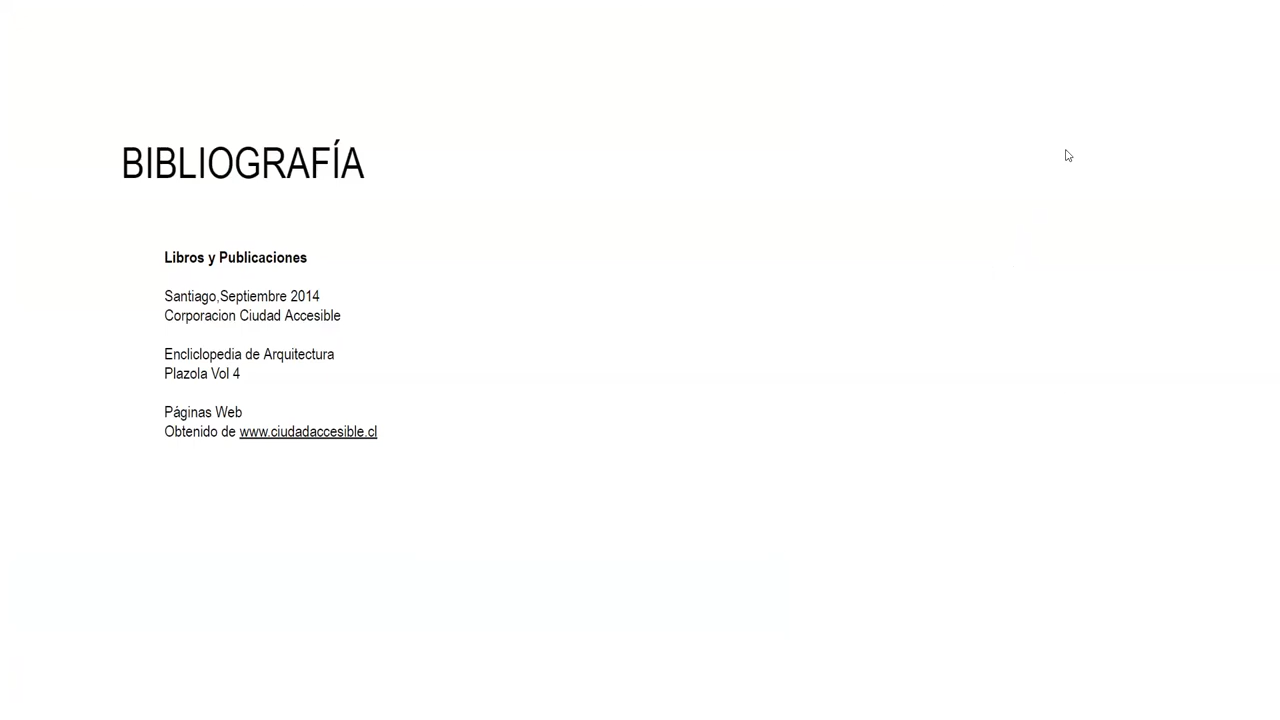 BIBLIOGRAFÍA
Libros y Publicaciones
Santiago,Septiembre 2014
Corporacion Ciudad Accesible
Encliclopedia de Arquitectura
Plazola Vol 4
Páginas Web
Obtenido de www.ciudadaccesible.cl